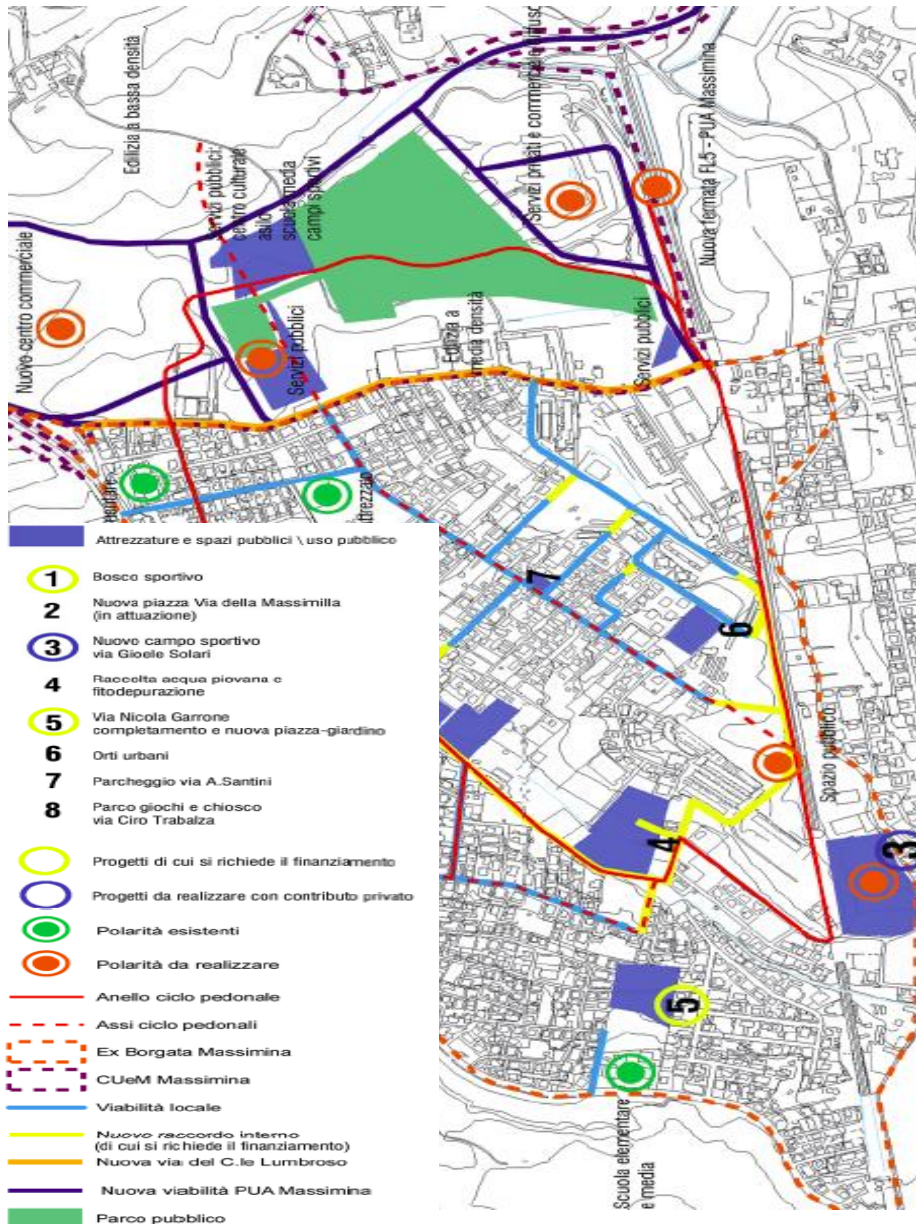 Edilizia a bassa densità
Servizi pubblici:
centro culturale
asilo
scuola media
campi sportivi
Servizi privati e commerciale diffuso
Nuova fermata FL5 - PUA Massimina
Nuovo centro commerciale
Servizi pubblici
Edilizia a
media densità
Servizi pubblici
attrezzato
7
6
Spazio pubblico
4
3
5
Scuola elementare
e media
Attrezzature e spazi pubblici \ uso pubblico
1 Bosco sportivo
2 Nuova piazza Via della Massimilla
(in attuazione)
3 Nuovo campo sportivo
via Gioele Solari
4 Raccolta acqua piovana e
fitodepurazione
5 Via Nicola Garrone
completamento e nuova piazza-giardino
6 Orti urbani
7 Parcheggio via A.Santini
8 Parco giochi e chiosco
via Ciro Trabalza
Progetti di cui si richiede il finanziamento
Progetti da realizzare con contributo privato
Polarità esistenti
Polarità da realizzare
Anello ciclo pedonale
Assi ciclo pedonali
Ex Borgata Massimina
CUeM Massimina
Viabilità locale
Nuovo raccordo interno
(di cui si richiede il finanziamento)
Nuova via del C.le Lumbroso
Nuova viabilità PUA Massimina
Parco pubblico